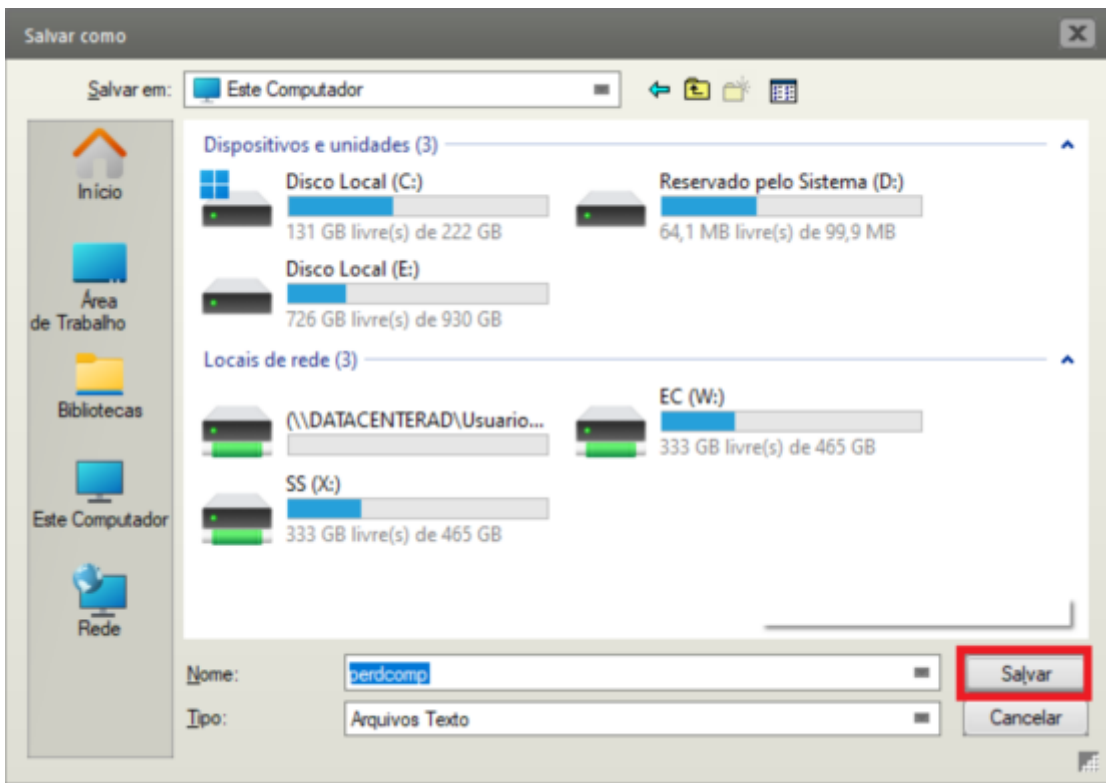 Salvar como
Salvar em:
Este Computador
Início
Área
de Trabalho
Bibliotecas
Este Computador
Rede
Dispositivos e unidades (3)
Disco Local (C:)
131 GB livre(s) de 222 GB
Reservado pelo Sistema (D:)
64,1 MB livre(s) de 99,9 MB
Disco Local (E:)
726 GB livre(s) de 930 GB
Locais de rede (3)
(\\DATACENTERAD\Usuario...
EC (W:)
333 GB livre(s) de 465 GB
SS (X:)
333 GB livre(s) de 465 GB
Nome:
perdcomp
Salvar
Tipo:
Arquivos Texto
Cancelar